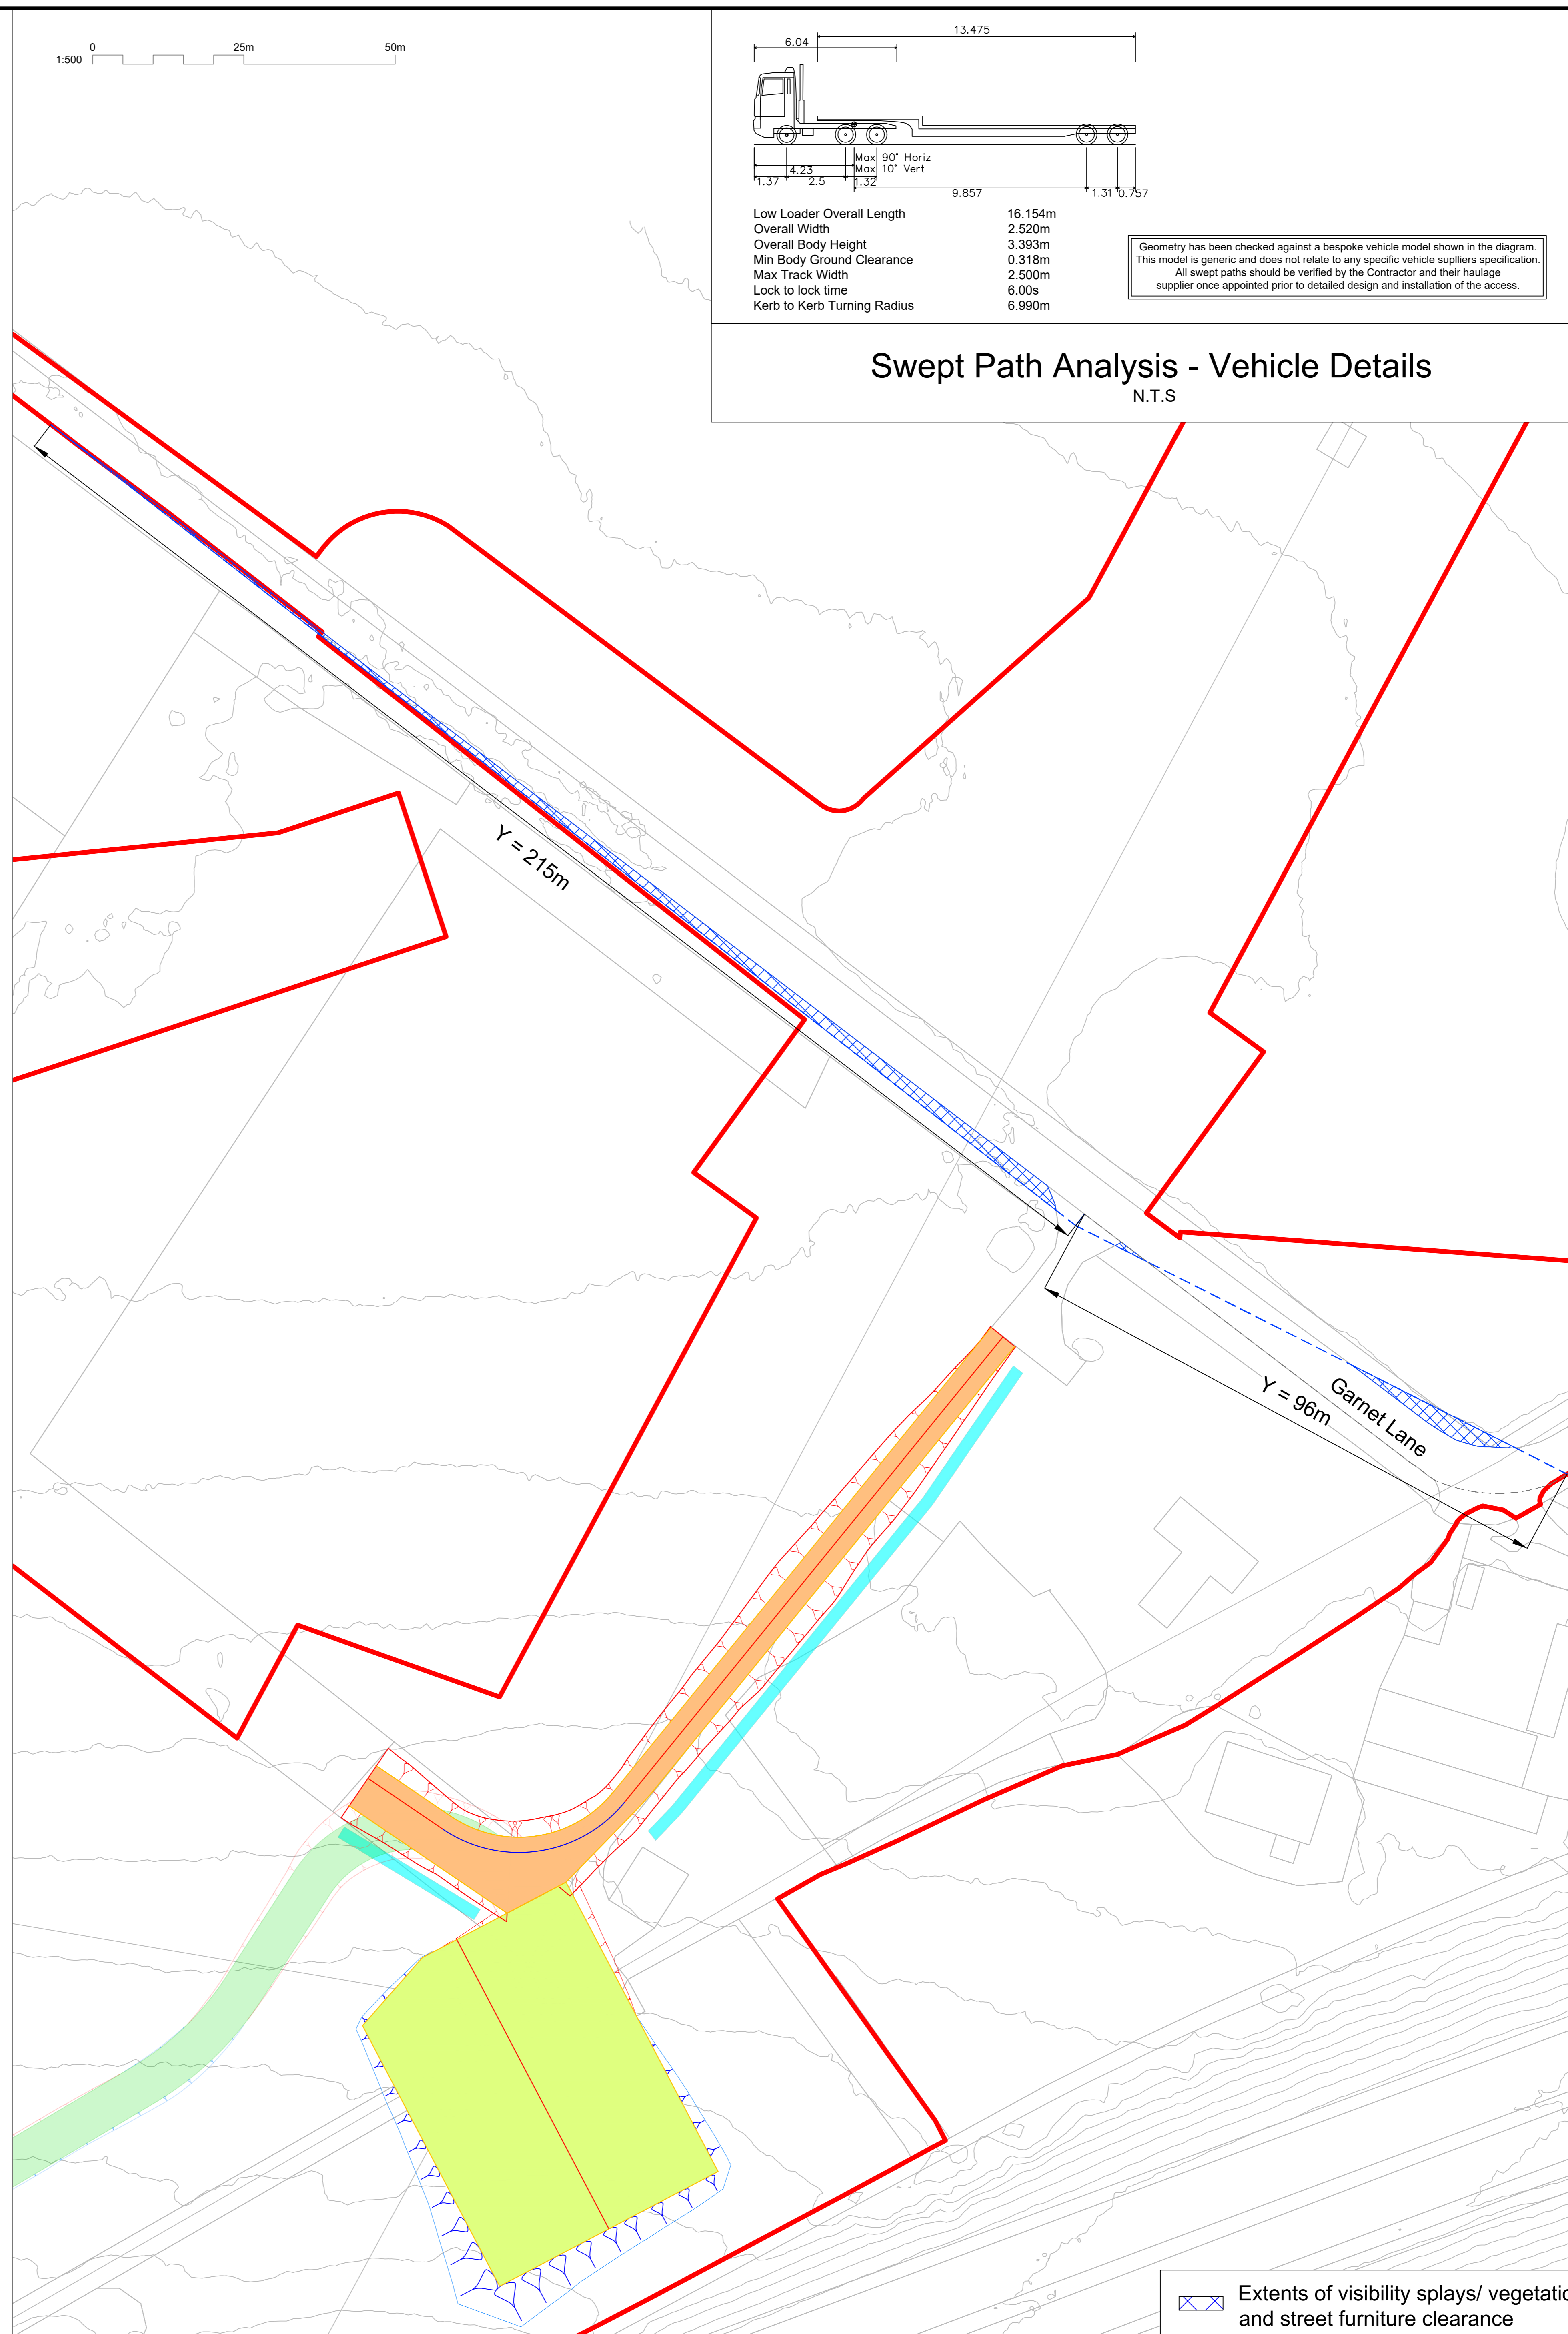 0 25m 50m
1:500
13.475
6.04
Max 90° Horiz
Max 10° Vert
4.23
1.37 2.5 1.32
9.857 1.31 0.757
Low Loader Overall Length 16.154m
Overall Width 2.520m
Overall Body Height 3.393m
Min Body Ground Clearance 0.318m
Max Track Width 2.500m
Lock to lock time 6.00s
Kerb to Kerb Turning Radius 6.990m
Geometry has been checked against a bespoke vehicle model shown in the diagram.
This model is generic and does not relate to any specific vehicle suplliers specification.
All swept paths should be verified by the Contractor and their haulage
supplier once appointed prior to detailed design and installation of the access.
Swept Path Analysis - Vehicle Details
N.T.S
Y = 215m
Y = 96m
Garnet Lane
Extents of visibility splays/ vegetatio
and street furniture clearance